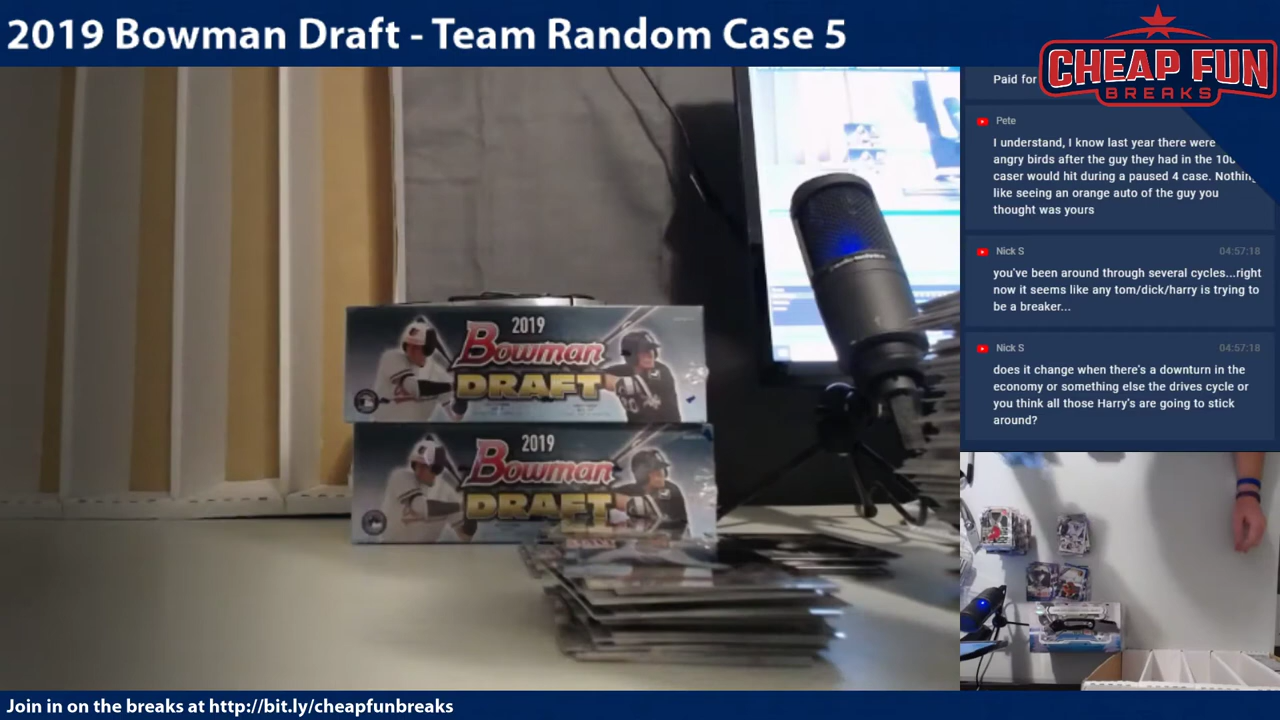 2019 Bowman Draft - Team Random Case 5
CHEAP FUN
BREAKS
Paid for
Pete
I understand, I know last year there were
angry birds after the guy they had in the 100
caser would hit during a paused 4 case. Nothing
like seeing an orange auto of the guy you
thought was yours
Nick S 04:57:18
you've been around through several cycles...right
now it seems like any tom/dick/harry is trying to
be a breaker...
Nick S 04:57:18
does it change when there's a downturn in the
economy or something else the drives cycle or
you think all those Harry's are going to stick
around?
2019
Bowman
DRAFT
2019
Bowman
DRAFT
Join in on the breaks at http://bit.ly/cheapfunbreaks